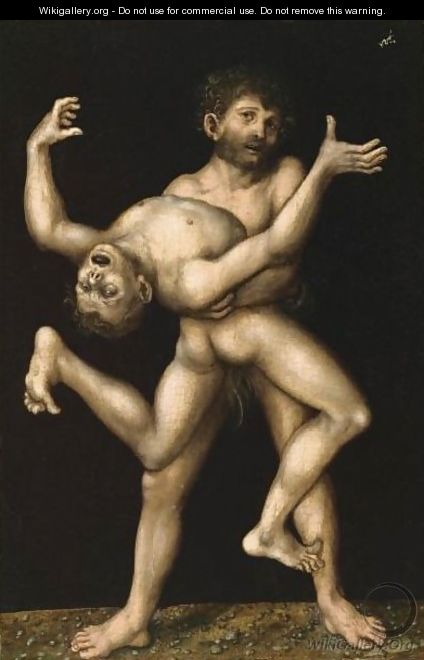 Wikigallery.org - Do not use for commercial use. Do not remove this warning.
WikiGallery.Org